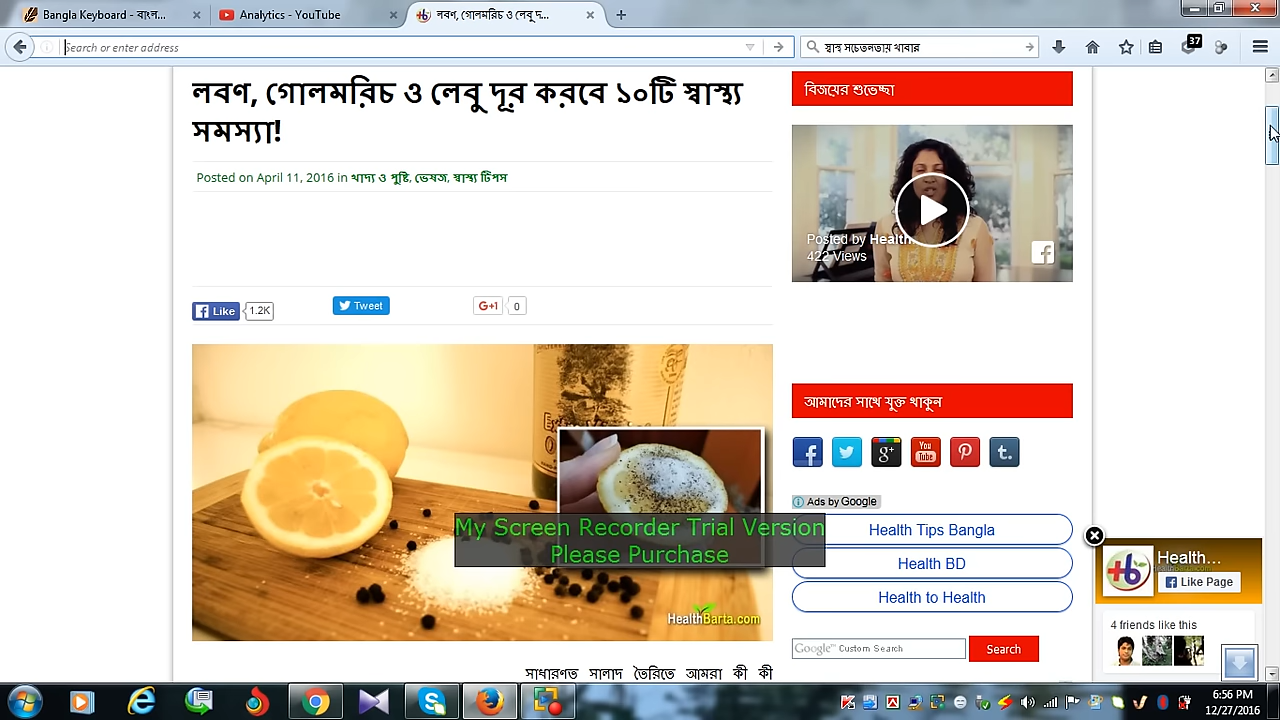 Bangla Keyboard - বাংল...
Analytics - YouTube
লবণ, গোলমরিচ ও লেবু দূ...
Search or enter address
স্বাস্থ্য সচেতনতায় খাবার
37
লবণ, গোলমরিচ ও লেবু দূর করবে ১০টি স্বাস্থ্য
সমস্যা!
Posted on April 11, 2016 in খাদ্য ও পুষ্টি, ভেষজ, স্বাস্থ্য টিপস
Like 1.2K
Tweet
G+1 0
HealthBarta.com
My Screen Recorder Trial Version
Please Purchase
সাধারণত সালাদ তৈরিতে আমরা কী কী
বিজয়ের শুভেচ্ছা
Posted by Health.
422 Views
আমাদের সাথে যুক্ত থাকুন
You
Tube
Ads by Google
Health Tips Bangla
Health BD
Health to Health
Google™ Custom Search
Search
Health...
Like Page
4 friends like this
6:56 PM
12/27/2016